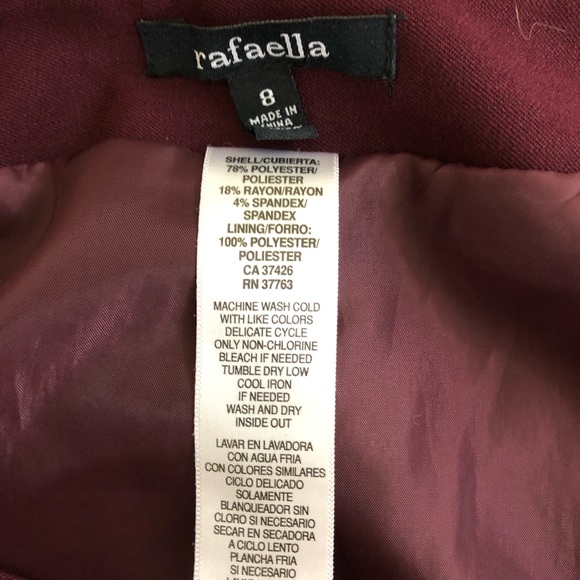 rafaella
8
MADE IN
CHINA
SHELL/CUBIERTA:
78% POLYESTER/
POLIESTER
18% RAYON/RAYON
4% SPANDEX/
SPANDEX
LINING/FORRO:
100% POLYESTER/
POLIESTER
CA 37426
RN 37763
MACHINE WASH COLD
WITH LIKE COLORS
DELICATE CYCLE
ONLY NON-CHLORINE
BLEACH IF NEEDED
TUMBLE DRY LOW
COOL IRON
IF NEEDED
WASH AND DRY
INSIDE OUT
LAVAR EN LAVADORA
CON AGUA FRIA
CON COLORES SIMILARES
CICLO DELICADO
SOLAMENTE
BLANQUEADOR SIN
CLORO SI NECESARIO
SECAR EN SECADORA
A CICLO LENTO
PLANCHA FRIA
SI NECESARIO